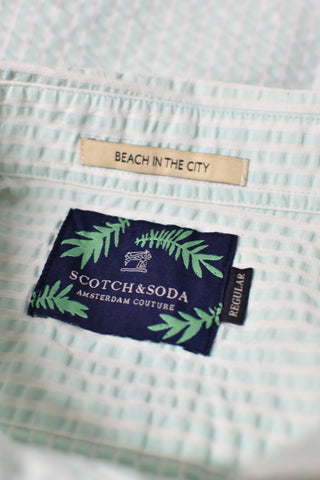 BEACH IN THE CITY
SCOTCH&SODA
AMSTERDAM COUTURE
REGULAR